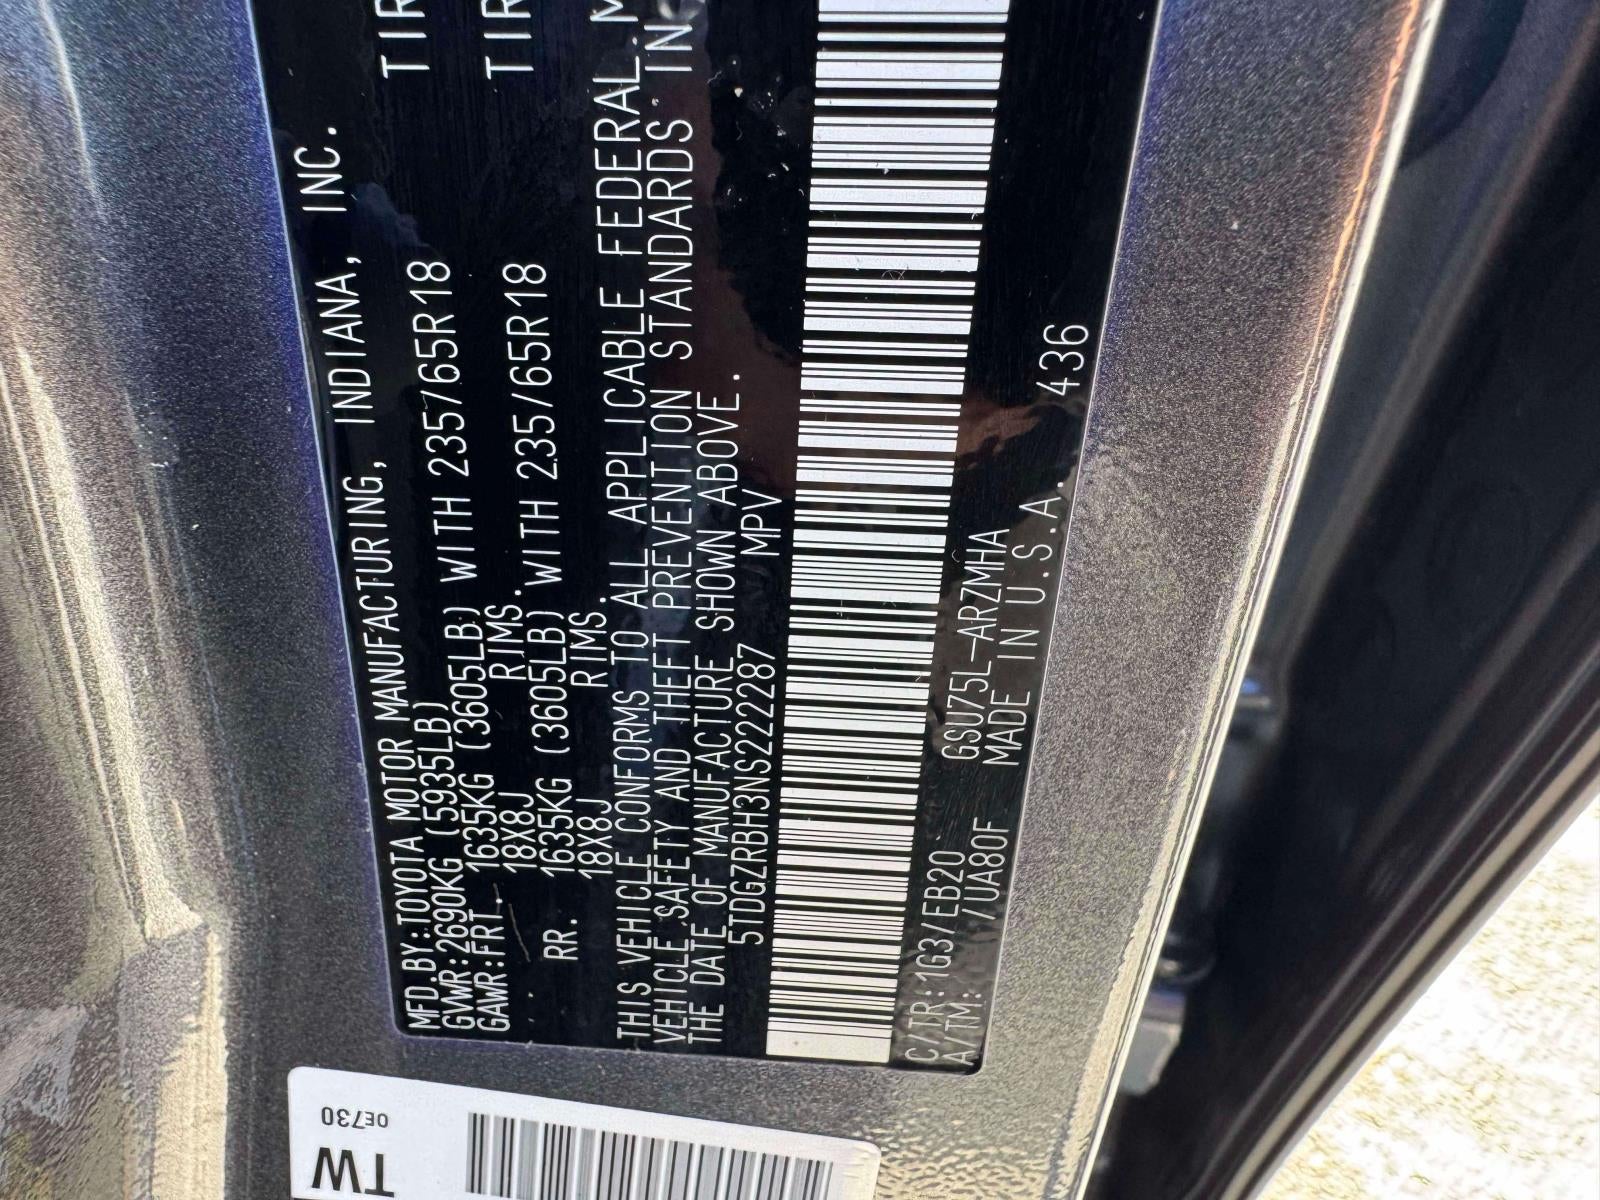 MFD.BY:TOYOTA MOTOR MANUFACTURING, INDIANA, INC.
GVWR:2690KG (5935LB)
GAWR:FRT. 1635KG (3605LB) WITH 235/65R18 TIR
18X8J RIMS.
RR. 1635KG (3605LB) WITH 235/65R18 TIR
18X8J RIMS.
THIS VEHICLE CONFORMS TO ALL APPLICABLE FEDERAL M
VEHICLE SAFETY AND THEFT PREVENTION STANDARDS IN
THE DATE OF MANUFACTURE SHOWN ABOVE.
5TDGZRBH3NS222287 MPV
C/TR:1G3/EB20 GSU75L-ARZMHA
A/TM: /UA80F MADE IN U.S.A. 436
0E730
TW